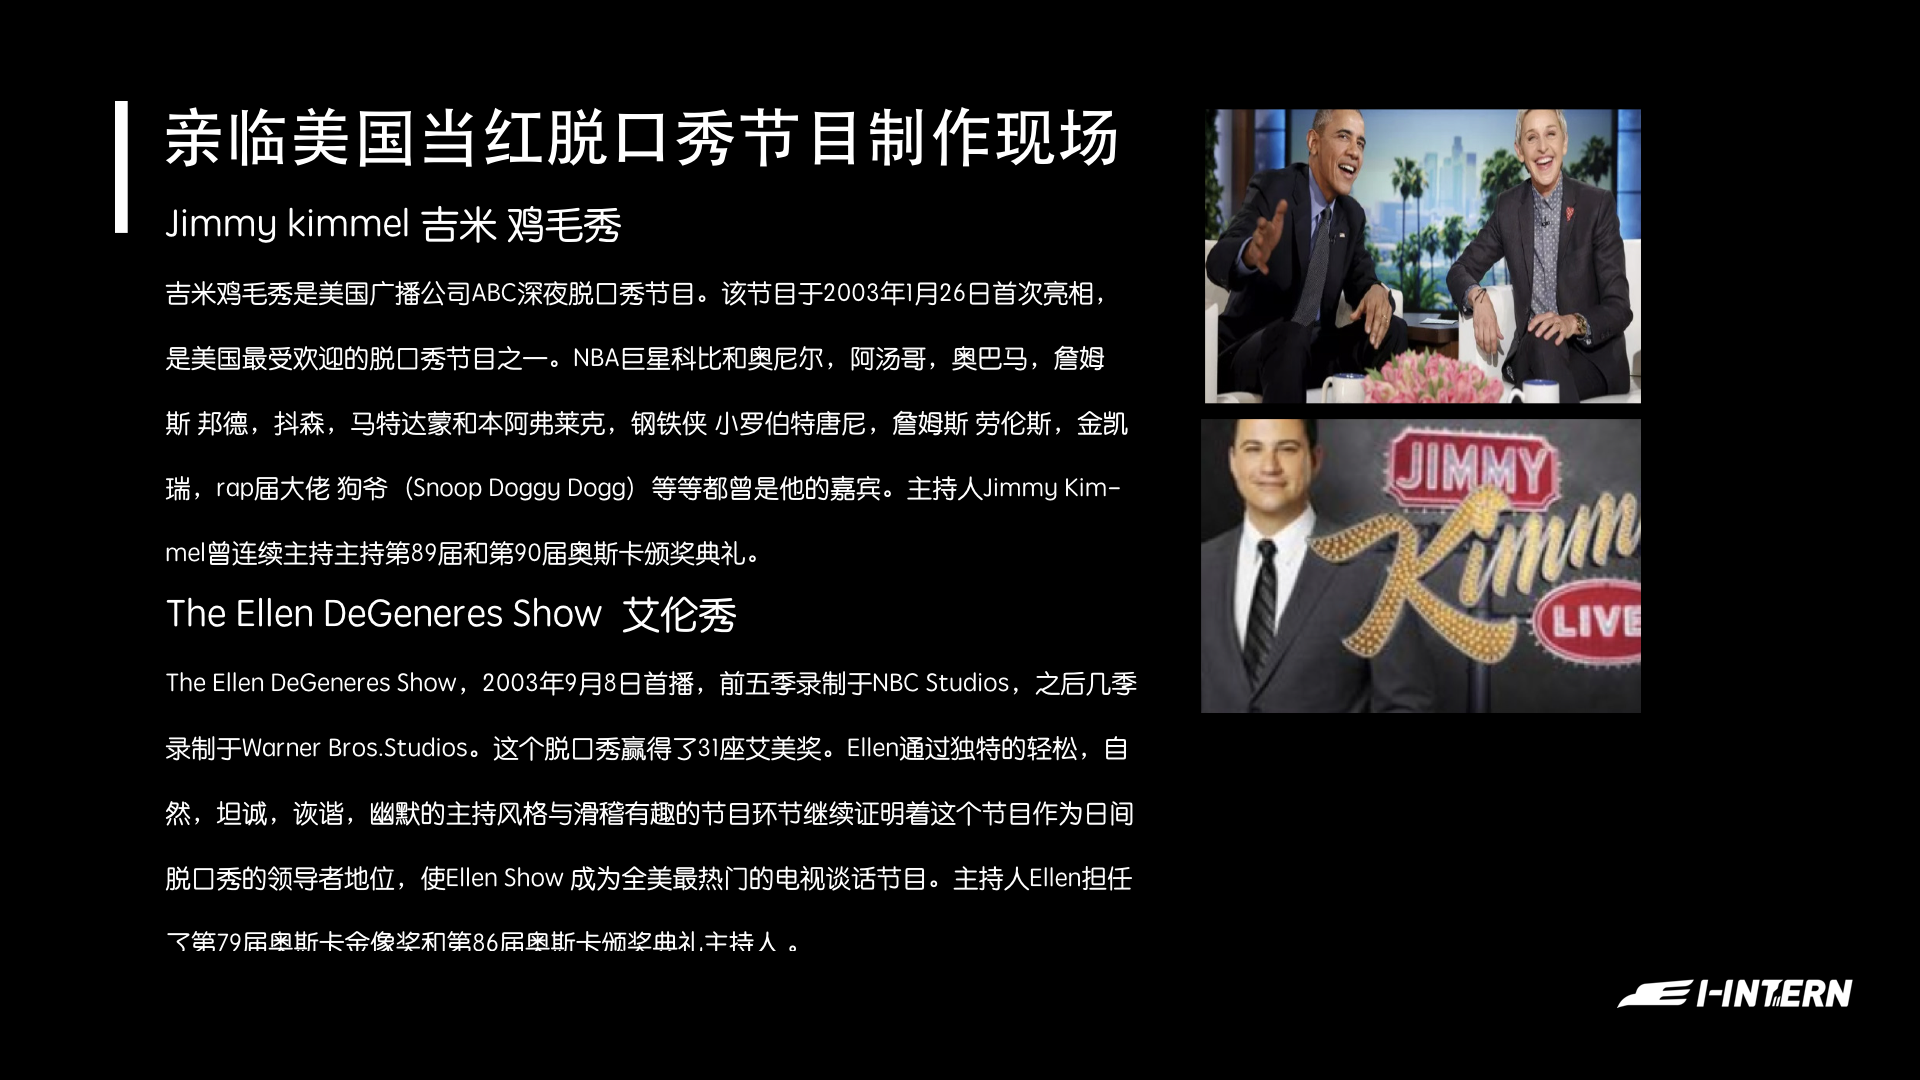 亲临美国当红脱口秀节目制作现场
Jimmy kimmel 吉米 鸡毛秀
吉米鸡毛秀是美国广播公司ABC深夜脱口秀节目。该节目于2003年1月26日首次亮相，
是美国最受欢迎的脱口秀节目之一。NBA巨星科比和奥尼尔，阿汤哥，奥巴马，詹姆
斯 邦德，抖森，马特达蒙和本阿弗莱克，钢铁侠 小罗伯特唐尼，詹姆斯 劳伦斯，金凯
瑞，rap届大佬 狗爷（Snoop Doggy Dogg）等等都曾是他的嘉宾。主持人Jimmy Kim-
mel曾连续主持主持第89届和第90届奥斯卡颁奖典礼。
The Ellen DeGeneres Show 艾伦秀
The Ellen DeGeneres Show，2003年9月8日首播，前五季录制于NBC Studios，之后几季
录制于Warner Bros.Studios。这个脱口秀赢得了31座艾美奖。Ellen通过独特的轻松，自
然，坦诚，诙谐，幽默的主持风格与滑稽有趣的节目环节继续证明着这个节目作为日间
脱口秀的领导者地位，使Ellen Show 成为全美最热门的电视谈话节目。主持人Ellen担任
了第79届奥斯卡金像奖和第86届奥斯卡颁奖典礼主持人 。
JIMMY
Kimm
LIVE
I-INTERN